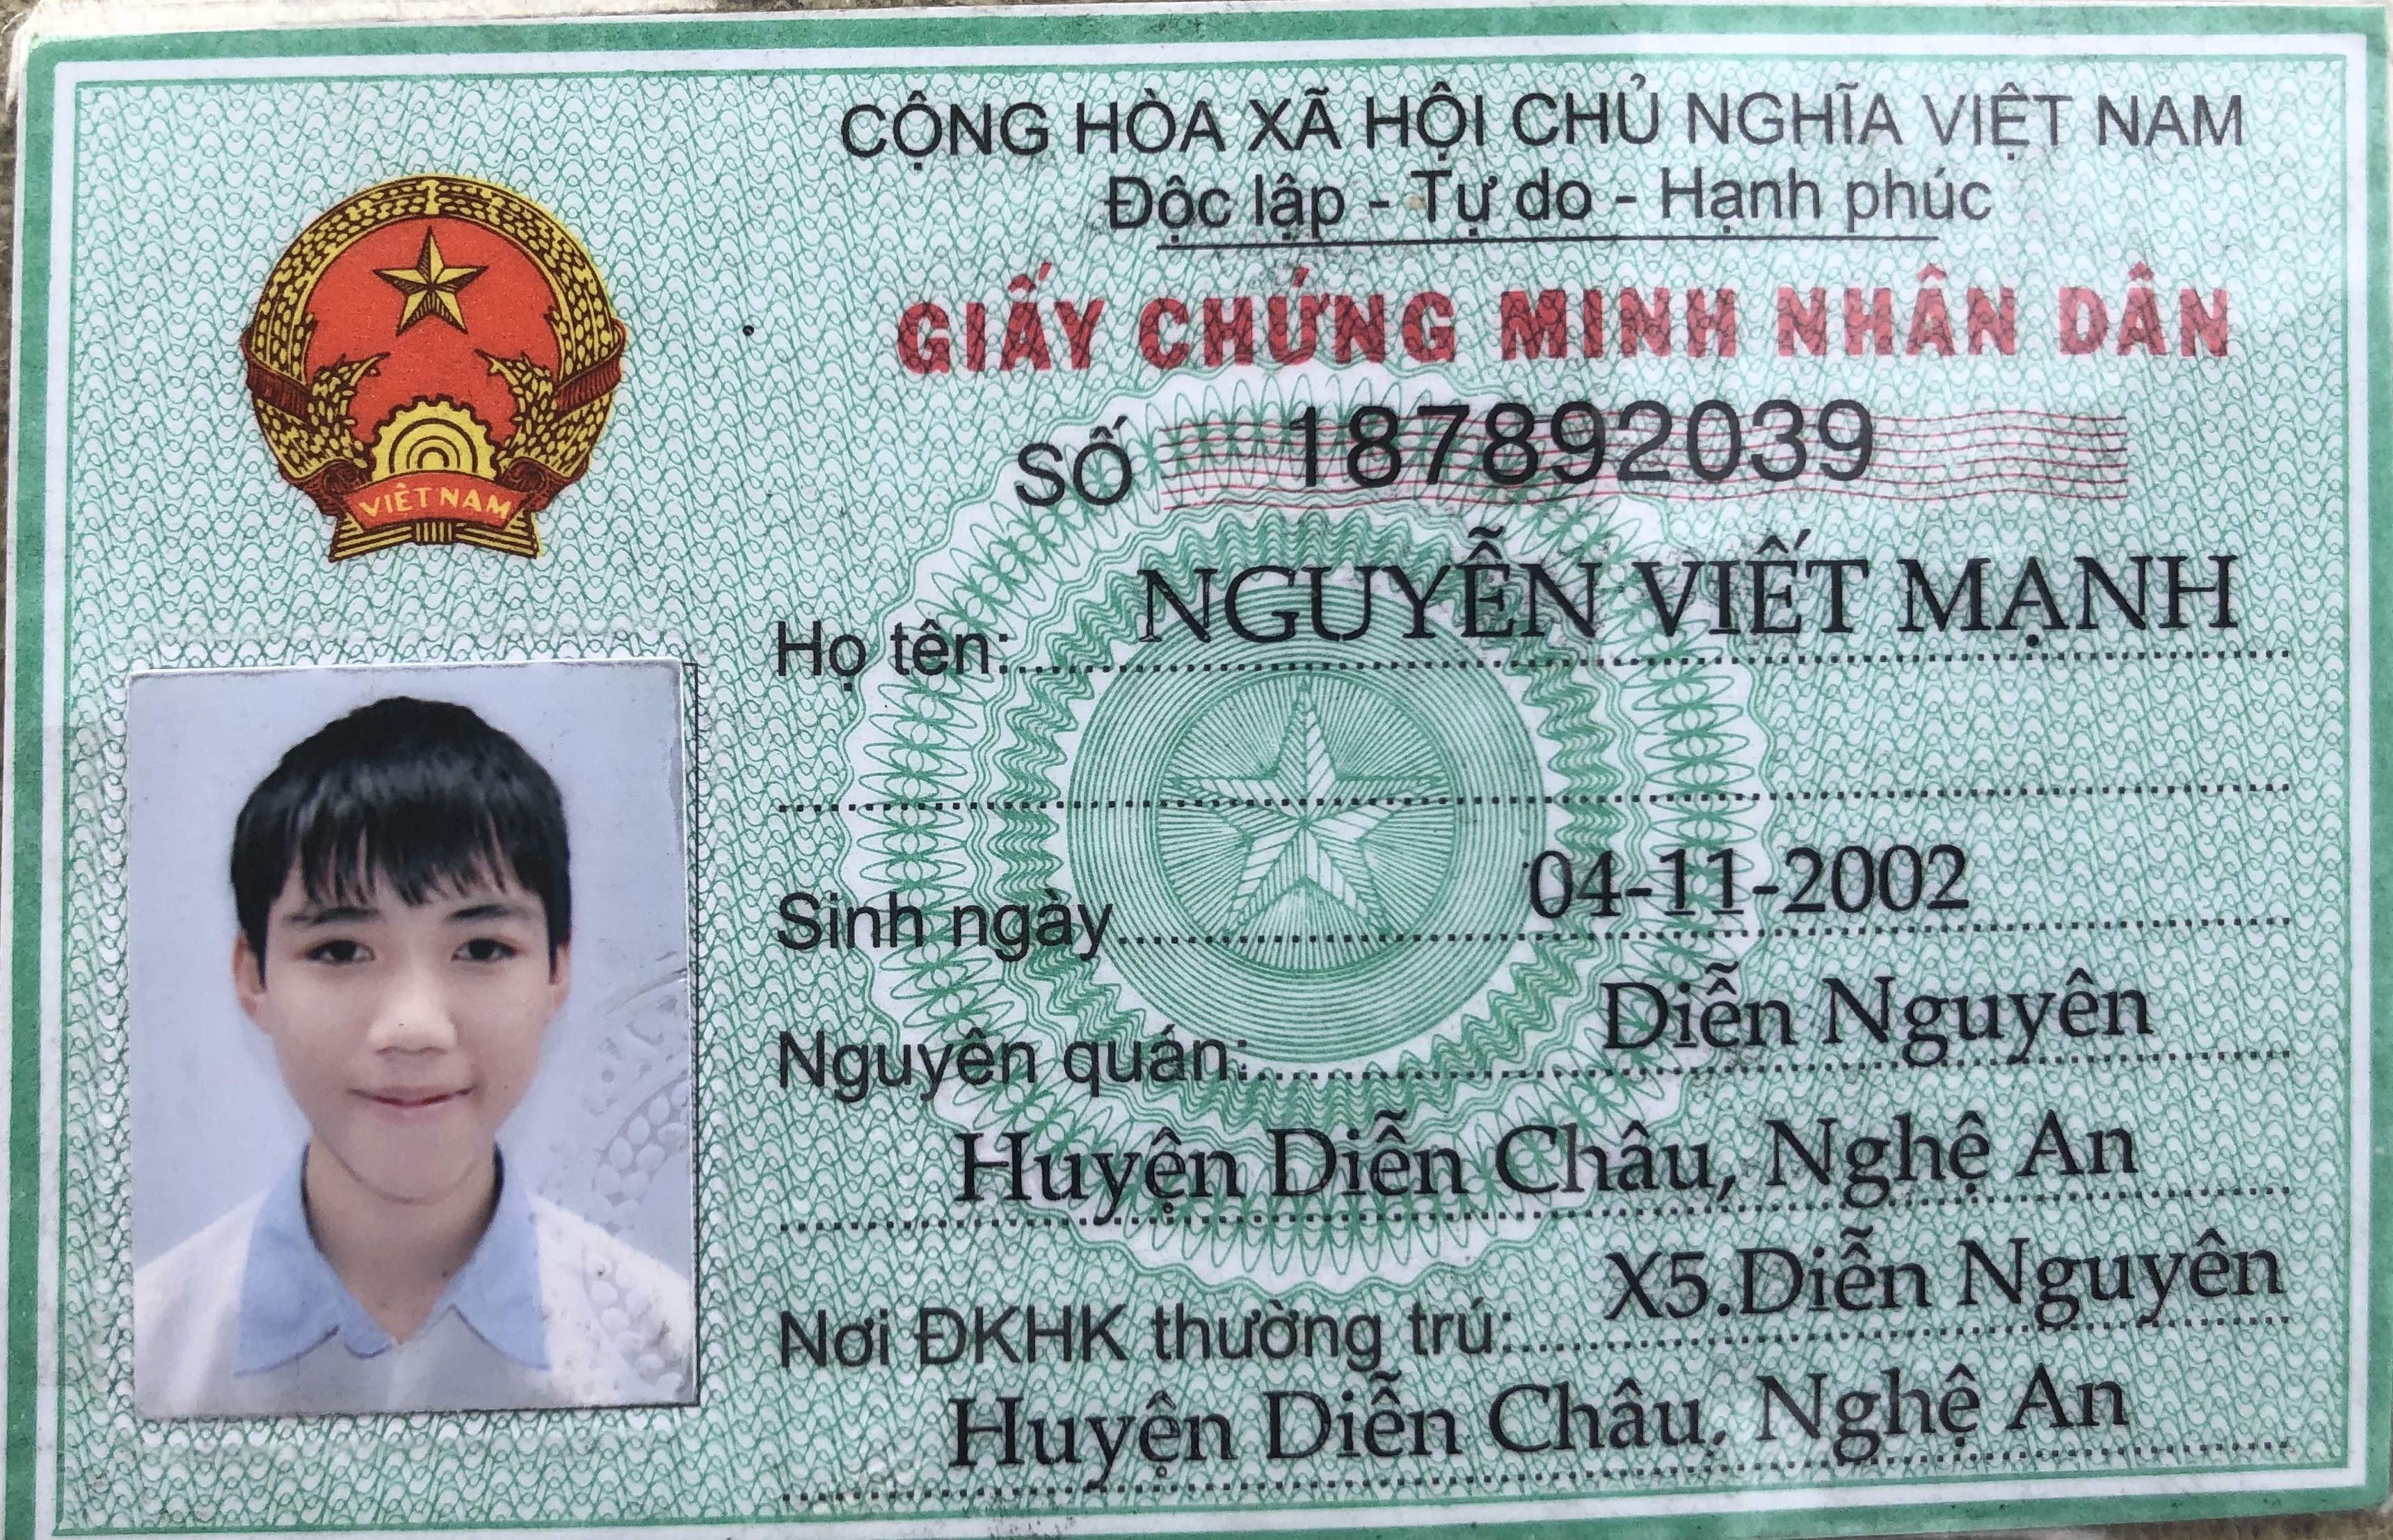 CỘNG HÒA XÃ HỘI CHỦ NGHĨA VIỆT NAM
Độc lập - Tự do - Hạnh phúc
GIẤY CHỨNG MINH NHÂN DÂN
SỐ 187892039
Họ tên: NGUYỄN VIẾT MẠNH
Sinh ngày 04-11-2002
Nguyên quán: Diễn Nguyên
Huyện Diễn Châu, Nghệ An
Nơi ĐKHK thường trú: X5.Diễn Nguyên
Huyện Diễn Châu, Nghệ An
VIỆT NAM